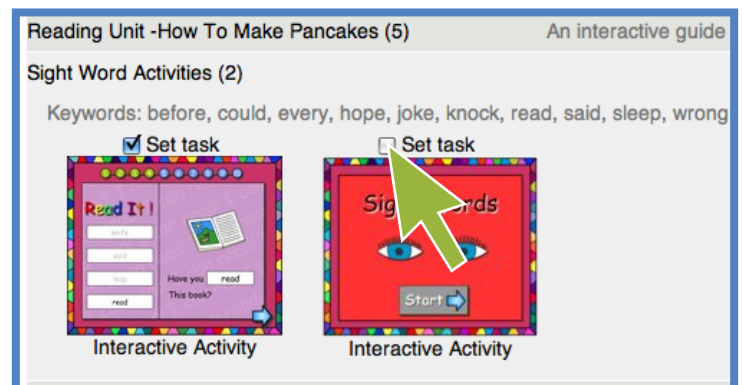 Reading Unit -How To Make Pancakes (5) An interactive guide
Sight Word Activities (2)
Keywords: before, could, every, hope, joke, knock, read, said, sleep, wrong
Set task Set task
Read It !
said
read
Have you read
This book?
Start
Interactive Activity Interactive Activity